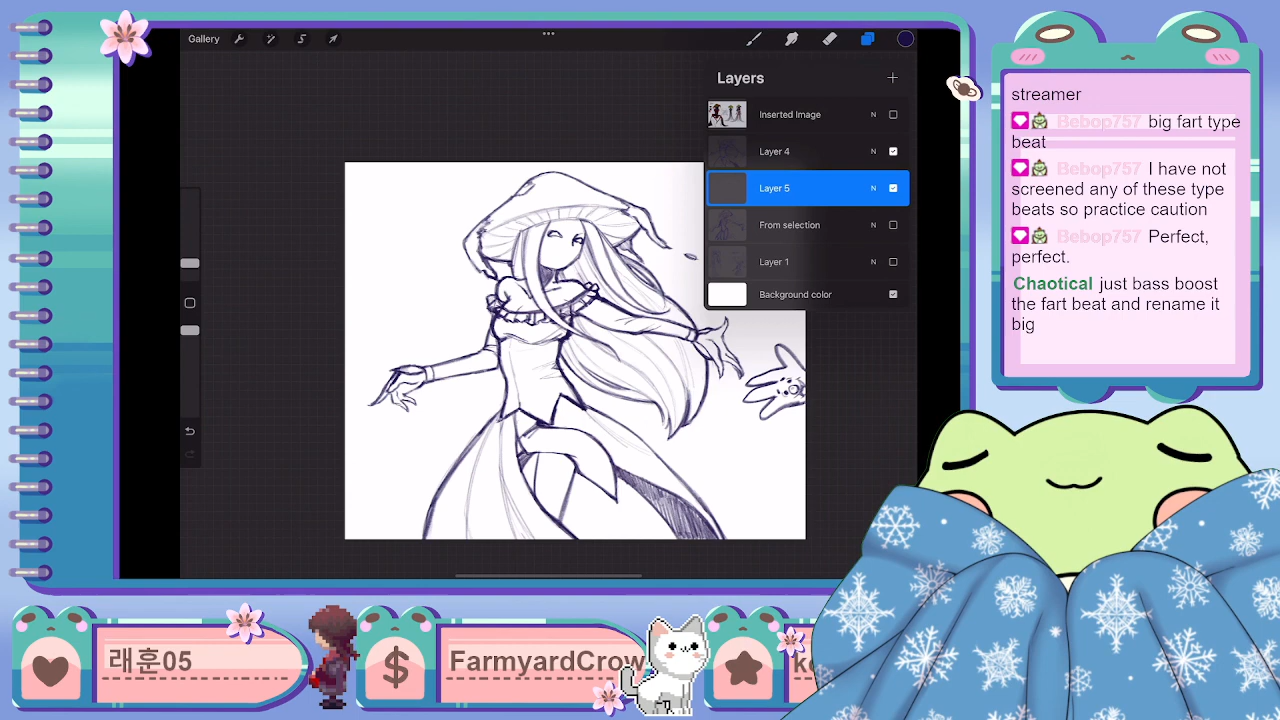 Gallery
Layers
Inserted Image N
Layer 4 N
Layer 5 N
From selection N
Layer 1 N
Background color
streamer
Bebop757 big fart type
beat
Bebop757 I have not
screened any of these type
beats so practice caution
Bebop757 Perfect,
perfect.
Chaotical just bass boost
the fart beat and rename it
big
래훈05
$
FarmyardCrow